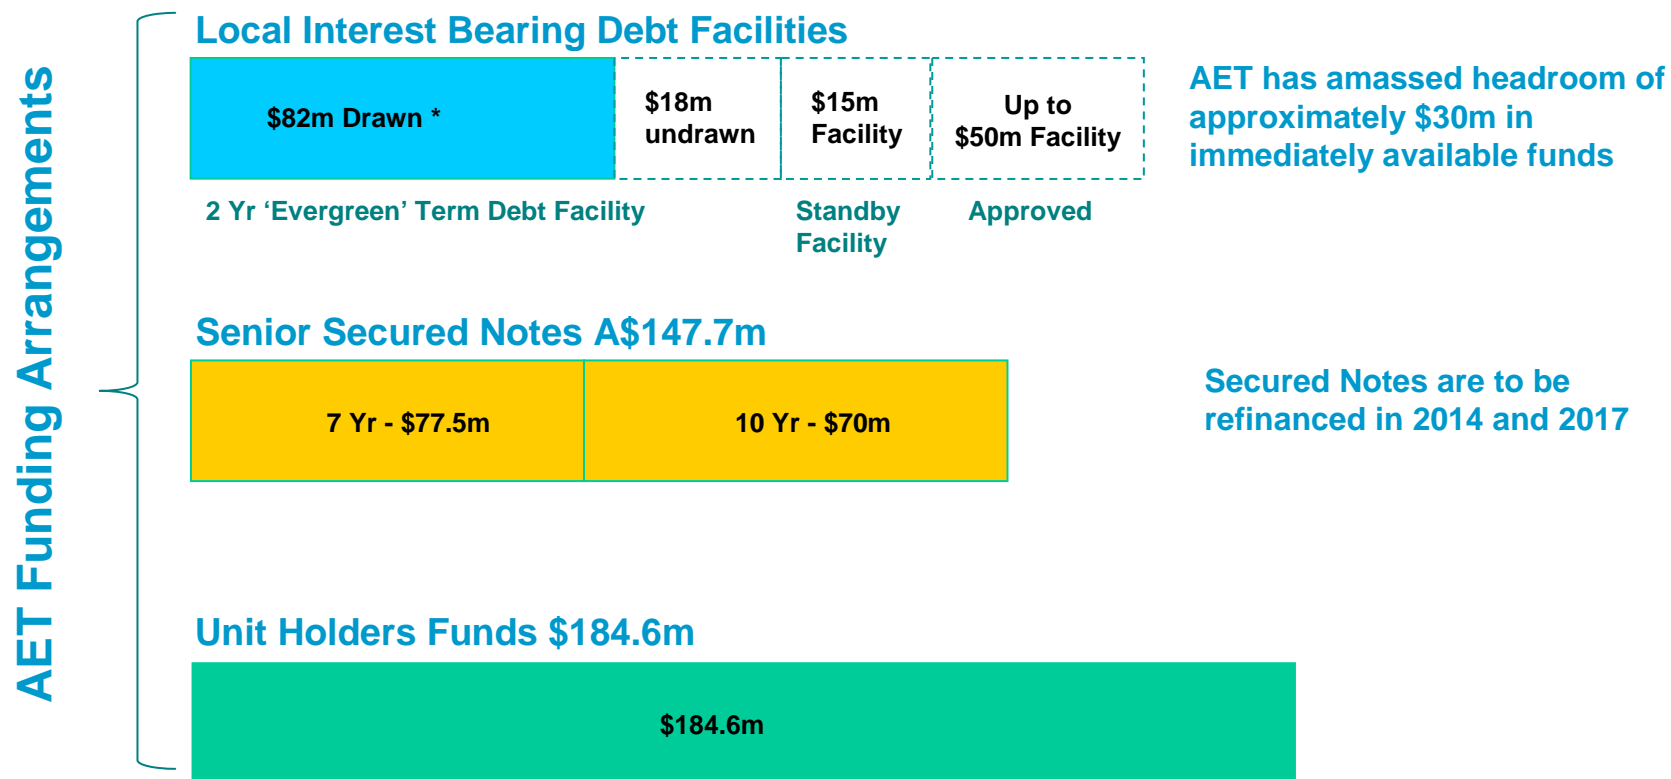 AET Funding Arrangements
Local Interest Bearing Debt Facilities
$82m Drawn *
$18m
undrawn
$15m
Facility
Up to
$50m Facility
2 Yr ‘Evergreen’ Term Debt Facility
Standby
Facility
Approved
AET has amassed headroom of
approximately $30m in
immediately available funds
Senior Secured Notes A$147.7m
7 Yr - $77.5m
10 Yr - $70m
Secured Notes are to be
refinanced in 2014 and 2017
Unit Holders Funds $184.6m
$184.6m